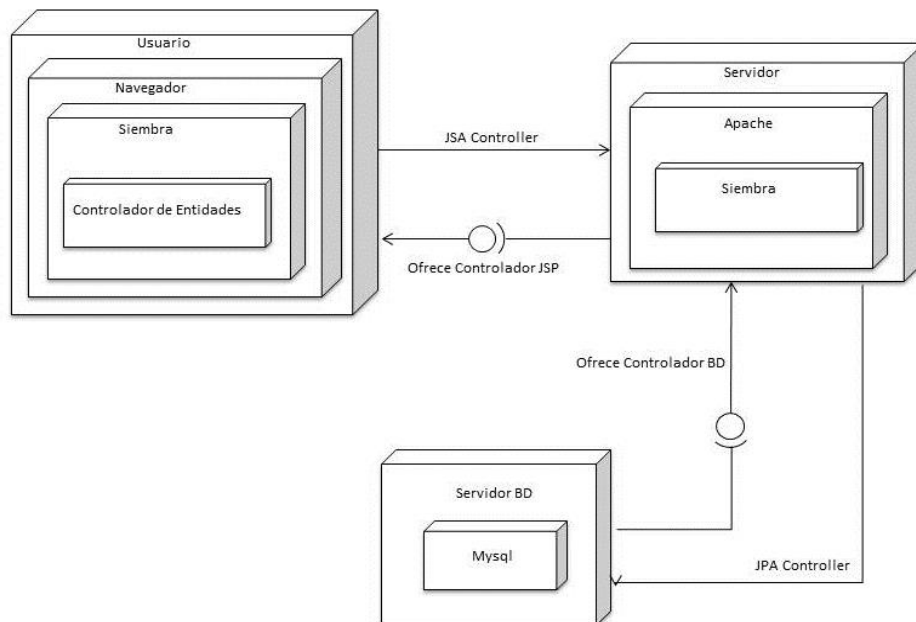 Usuario
Navegador
Siembra
Controlador de Entidades
JSA Controller
Ofrece Controlador JSP
Servidor
Apache
Siembra
Ofrece Controlador BD
Servidor BD
Mysql
JPA Controller